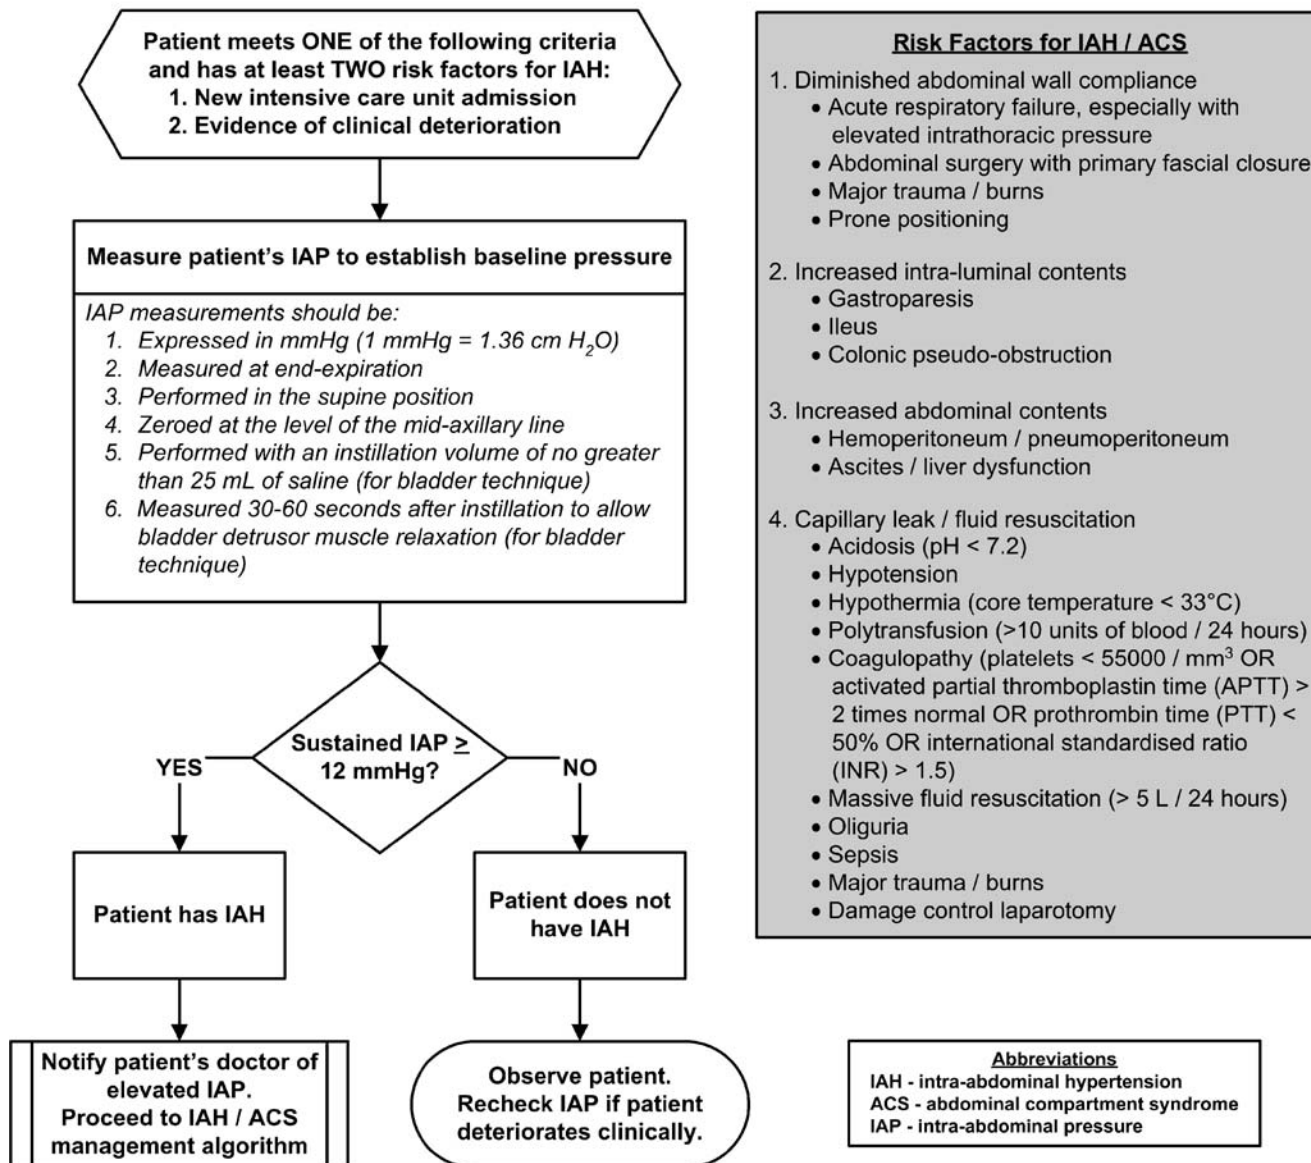 Patient meets ONE of the following criteria
and has at least TWO risk factors for IAH:
1. New intensive care unit admission
2. Evidence of clinical deterioration
Measure patient's IAP to establish baseline pressure
IAP measurements should be:
1. Expressed in mmHg (1 mmHg = 1.36 cm H₂O)
2. Measured at end-expiration
3. Performed in the supine position
4. Zeroed at the level of the mid-axillary line
5. Performed with an instillation volume of no greater
than 25 mL of saline (for bladder technique)
6. Measured 30-60 seconds after instillation to allow
bladder detrusor muscle relaxation (for bladder
technique)
Sustained IAP ≥
12 mmHg?
YES
NO
Patient has IAH
Patient does not
have IAH
Notify patient's doctor of
elevated IAP.
Proceed to IAH / ACS
management algorithm
Observe patient.
Recheck IAP if patient
deteriorates clinically.
Risk Factors for IAH / ACS
1. Diminished abdominal wall compliance
• Acute respiratory failure, especially with
elevated intrathoracic pressure
• Abdominal surgery with primary fascial closure
• Major trauma / burns
• Prone positioning
2. Increased intra-luminal contents
• Gastroparesis
• Ileus
• Colonic pseudo-obstruction
3. Increased abdominal contents
• Hemoperitoneum / pneumoperitoneum
• Ascites / liver dysfunction
4. Capillary leak / fluid resuscitation
• Acidosis (pH < 7.2)
• Hypotension
• Hypothermia (core temperature < 33°C)
• Polytransfusion (>10 units of blood / 24 hours)
• Coagulopathy (platelets < 55000 / mm³ OR
activated partial thromboplastin time (APTT) >
2 times normal OR prothrombin time (PTT) <
50% OR international standardised ratio
(INR) > 1.5)
• Massive fluid resuscitation (> 5 L / 24 hours)
• Oliguria
• Sepsis
• Major trauma / burns
• Damage control laparotomy
Abbreviations
IAH - intra-abdominal hypertension
ACS - abdominal compartment syndrome
IAP - intra-abdominal pressure